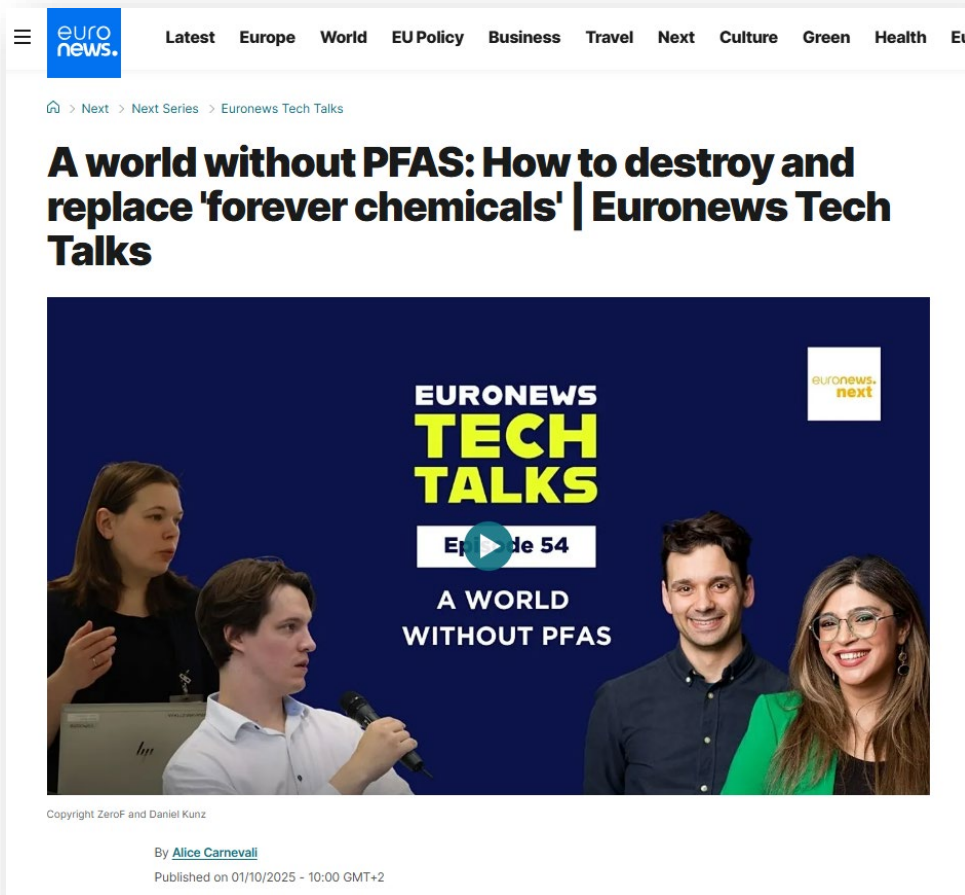 euro
news.
Latest Europe World EU Policy Business Travel Next Culture Green Health
Next > Next Series > Euronews Tech Talks
A world without PFAS: How to destroy and
replace 'forever chemicals' | Euronews Tech
Talks
euronews.
next
EURONEWS
TECH
TALKS
Episode 54
A WORLD
WITHOUT PFAS
hp
Copyright ZeroF and Daniel Kunz
By Alice Carnevali
Published on 01/10/2025 - 10:00 GMT+2